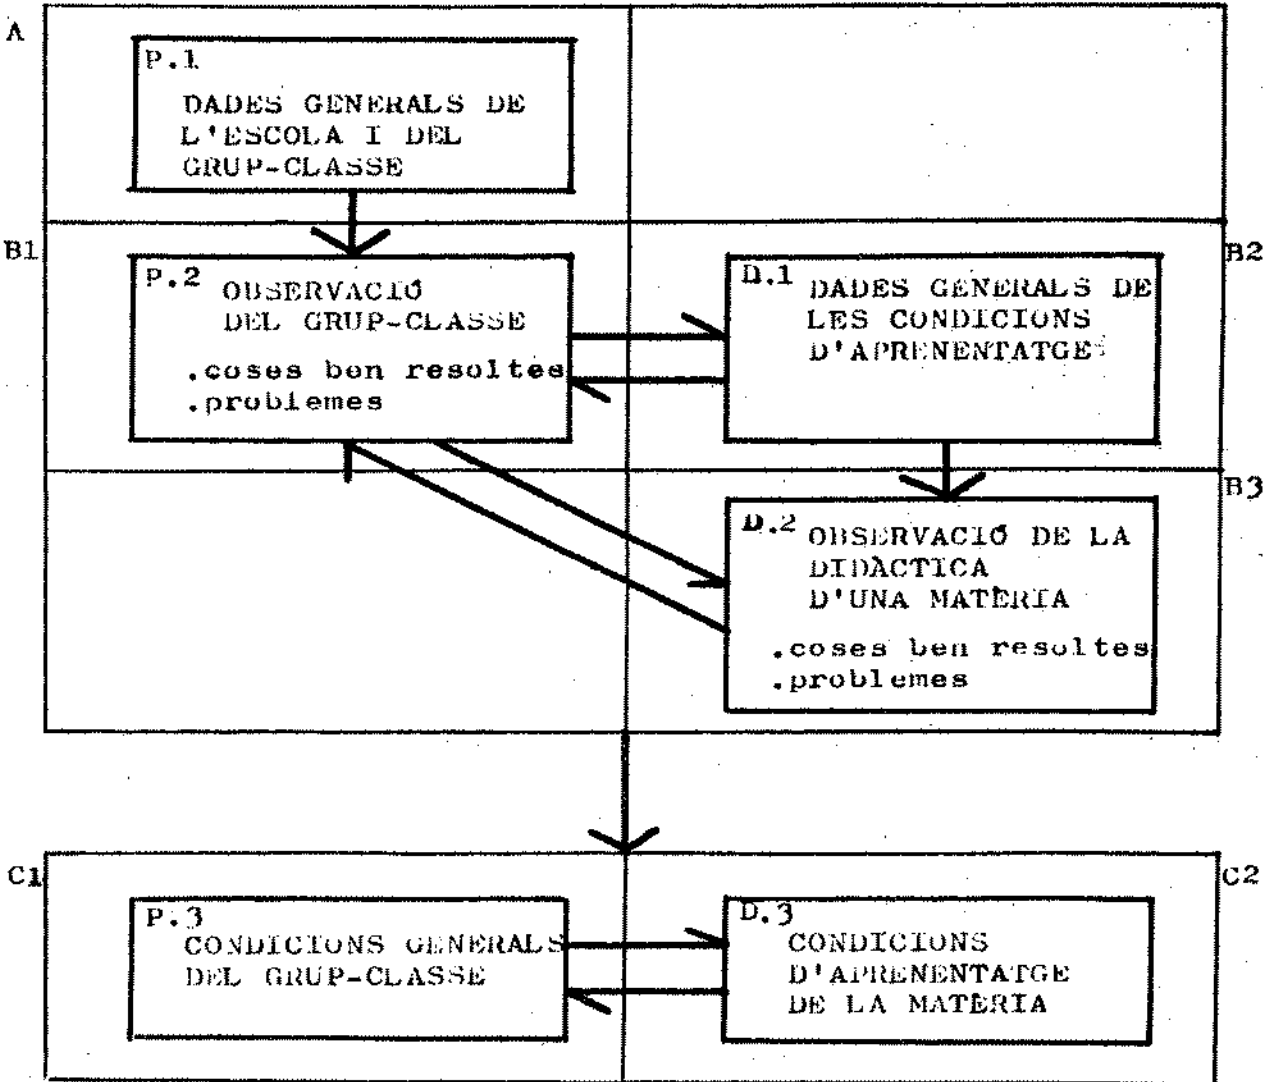 A
P.1
DADES GENERALS DE
L'ESCOLA I DEL
GRUP-CLASSE
B1
P.2
OBSERVACIÓ
DEL GRUP-CLASSE
.coses ben resoltes
.problemes
B2
D.1
DADES GENERALS DE
LES CONDICIONS
D'APRENENTATGE
B3
D.2
OBSERVACIÓ DE LA
DIDÀCTICA
D'UNA MATÈRIA
.coses ben resoltes
.problemes
C1
P.3
CONDICIONS GENERALS
DEL GRUP-CLASSE
C2
D.3
CONDICIONS
D'APRENENTATGE
DE LA MATÈRIA